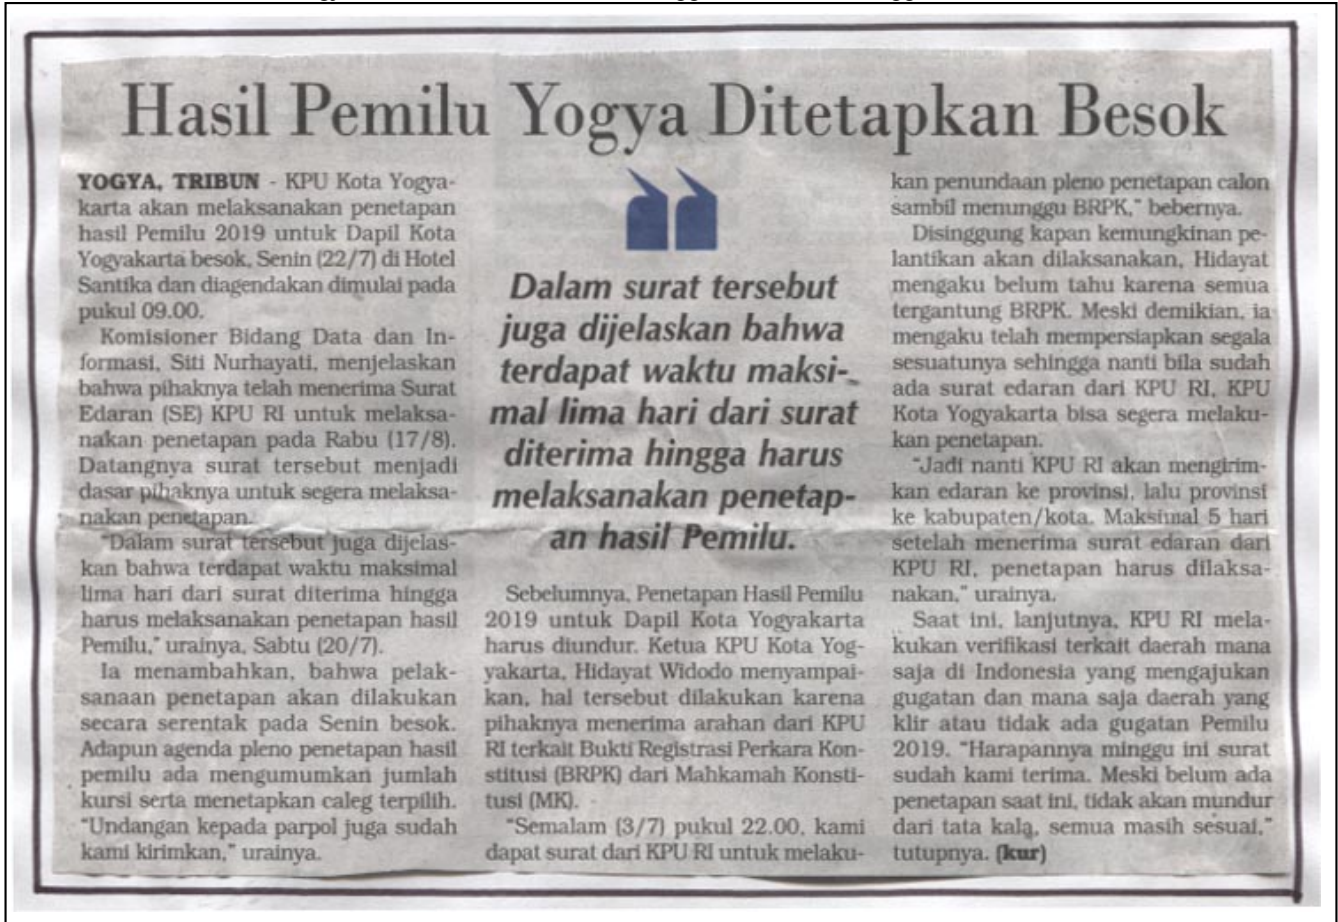 Hasil Pemilu Yogya Ditetapkan Besok
YOGYA, TRIBUN - KPU Kota Yogya-
karta akan melaksanakan penetapan
hasil Pemilu 2019 untuk Dapil Kota
Yogyakarta besok, Senin (22/7) di Hotel
Santika dan diagendakan dimulai pada
pukul 09.00.
Komisioner Bidang Data dan In-
formasi, Siti Nurhayati, menjelaskan
bahwa pihaknya telah menerima Surat
Edaran (SE) KPU RI untuk melaksa-
nakan penetapan pada Rabu (17/8).
Datangnya surat tersebut menjadi
dasar pihaknya untuk segera melaksa-
nakan penetapan.
"Dalam surat tersebut juga dijelas-
kan bahwa terdapat waktu maksimal
lima hari dari surat diterima hingga
harus melaksanakan penetapan hasil
Pemilu," urainya, Sabtu (20/7).
Ia menambahkan, bahwa pelak-
sanaan penetapan akan dilakukan
secara serentak pada Senin besok.
Adapun agenda pleno penetapan hasil
pemilu ada mengumumkan jumlah
kursi serta menetapkan caleg terpilih.
"Undangan kepada parpol juga sudah
kami kirimkan," urainya.
Dalam surat tersebut
juga dijelaskan bahwa
terdapat waktu maksi-
mal lima hari dari surat
diterima hingga harus
melaksanakan penetap-
an hasil Pemilu.
Sebelumnya, Penetapan Hasil Pemilu
2019 untuk Dapil Kota Yogyakarta
harus diundur. Ketua KPU Kota Yog-
yakarta, Hidayat Widodo menyampai-
kan, hal tersebut dilakukan karena
pihaknya menerima arahan dari KPU
RI terkait Bukti Registrasi Perkara Kon-
stitusi (BRPK) dari Mahkamah Konsti-
tusi (MK).
"Semalam (3/7) pukul 22.00, kami
dapat surat dari KPU RI untuk melaku-
kan penundaan pleno penetapan calon
sambil menunggu BRPK," bebernya.
Disinggung kapan kemungkinan pe-
lantikan akan dilaksanakan, Hidayat
mengaku belum tahu karena semua
tergantung BRPK. Meski demikian, ia
mengaku telah mempersiapkan segala
sesuatunya sehingga nanti bila sudah
ada surat edaran dari KPU RI, KPU
Kota Yogyakarta bisa segera melaku-
kan penetapan.
"Jadi nanti KPU RI akan mengirim-
kan edaran ke provinsi, lalu provinsi
ke kabupaten/kota. Maksimal 5 hari
setelah menerima surat edaran dari
KPU RI, penetapan harus dilaksa-
nakan," urainya.
Saat ini, lanjutnya, KPU RI mela-
kukan verifikasi terkait daerah mana
saja di Indonesia yang mengajukan
gugatan dan mana saja daerah yang
klir atau tidak ada gugatan Pemilu
2019. "Harapannya minggu ini surat
sudah kami terima. Meski belum ada
penetapan saat ini, tidak akan mundur
dari tata kala, semua masih sesuai,"
tutupnya. (kur)